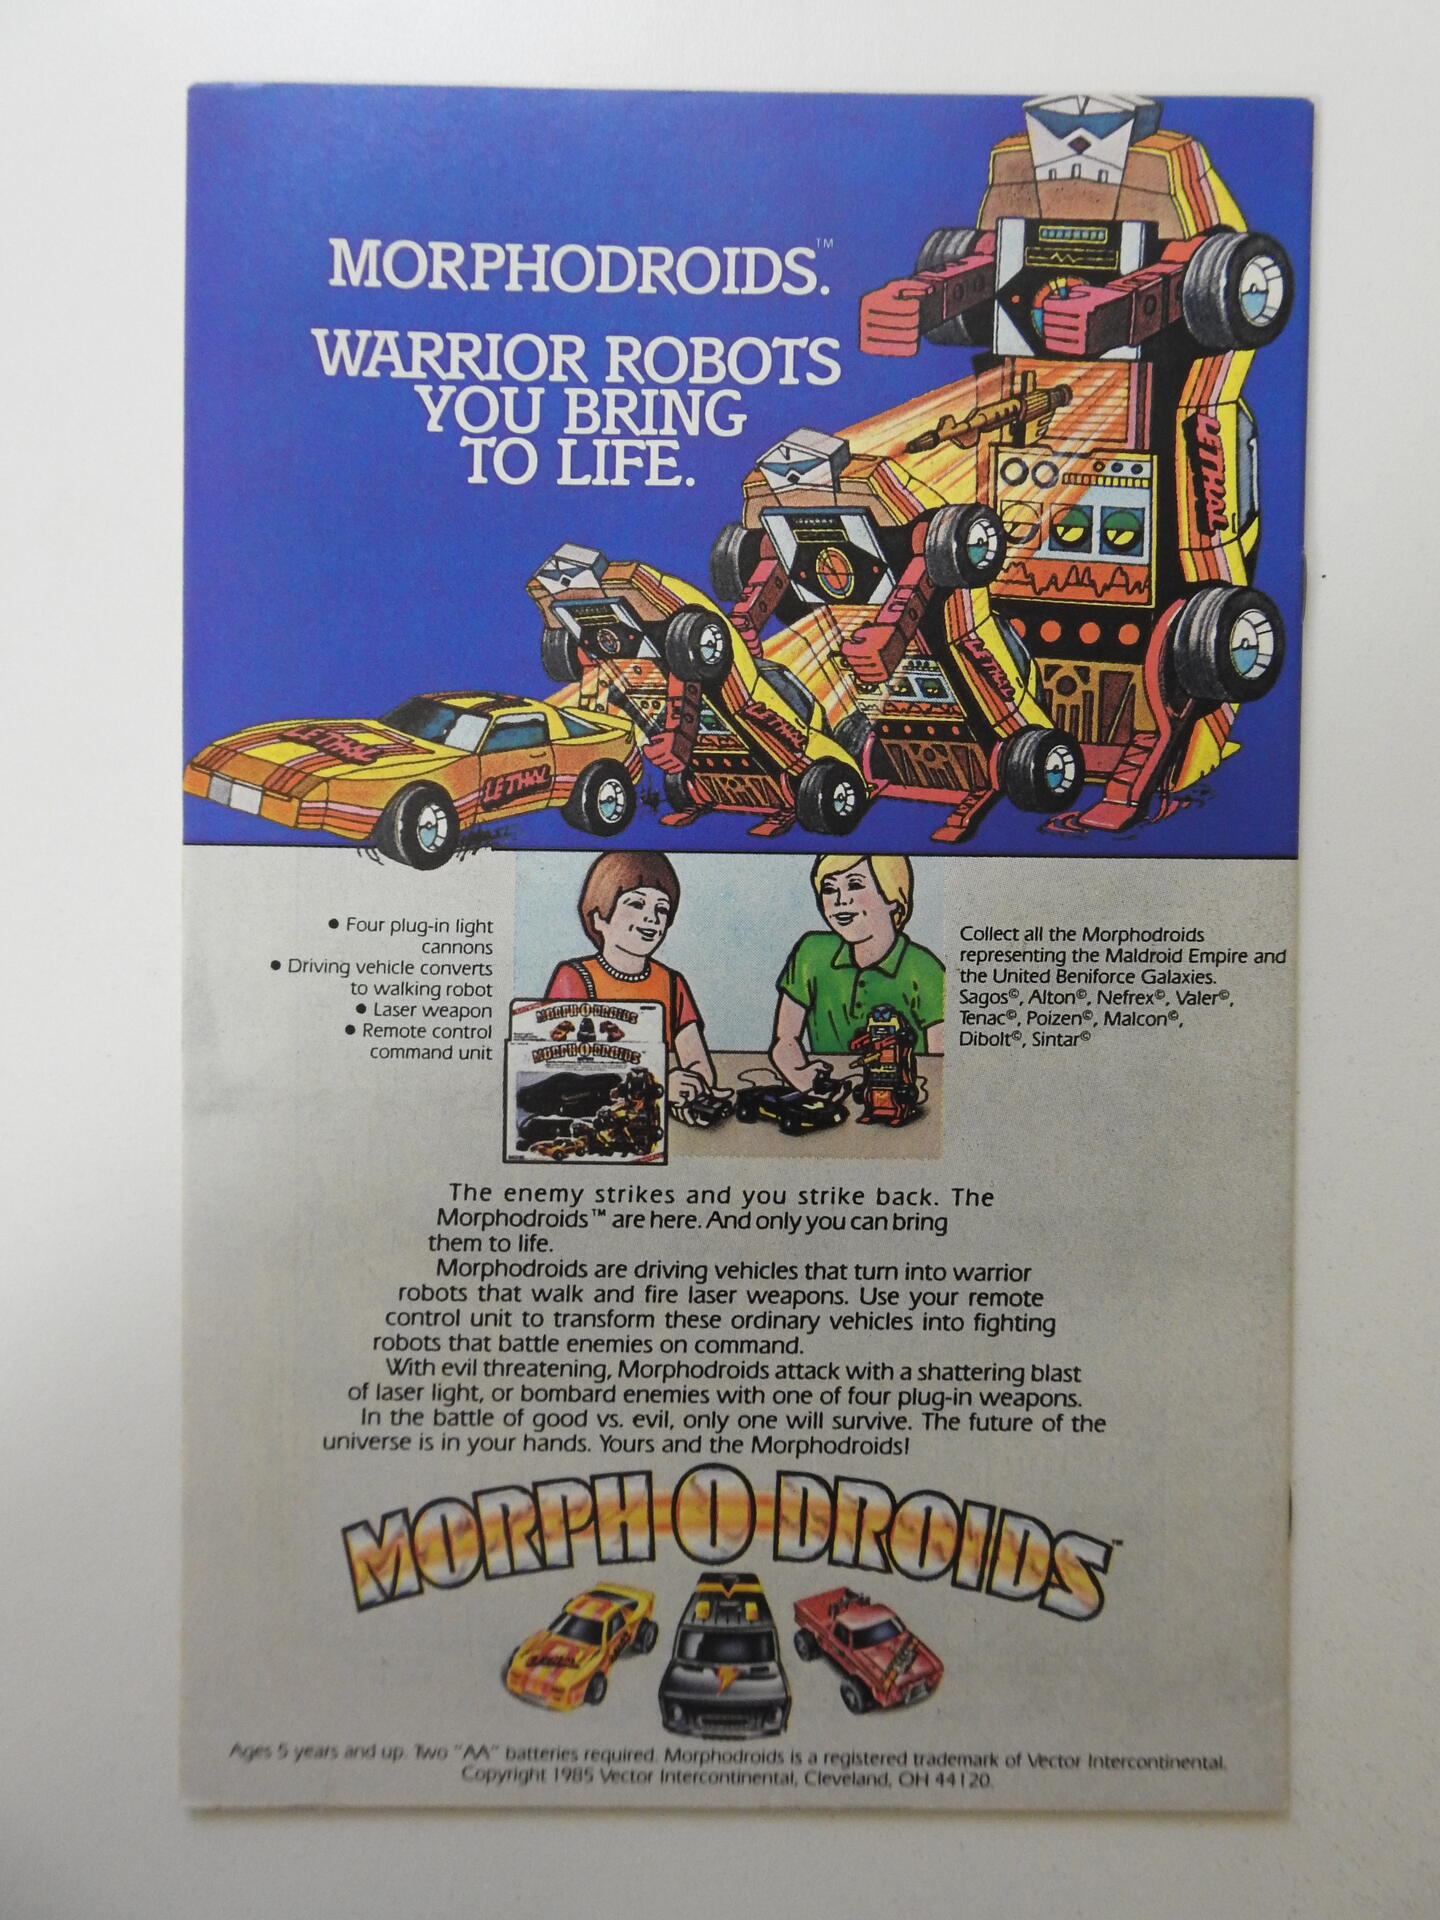 MORPHODROIDS.™
WARRIOR ROBOTS
YOU BRING
TO LIFE.
LETHAL
LETHAL
LETHAL
LETHAL
LETHAL
● Four plug-in light
cannons
● Driving vehicle converts
to walking robot
● Laser weapon
● Remote control
command unit
MORPH-O-DROIDS
MORPH-O-DROIDS
Collect all the Morphodroids
representing the Maldroid Empire and
the United Beniforce Galaxies.
Sagos©, Alton©, Nefrex©, Valer©,
Tenac©, Poizen©, Malcon©,
Dibolt©, Sintar©
The enemy strikes and you strike back. The
Morphodroids™ are here. And only you can bring
them to life.
Morphodroids are driving vehicles that turn into warrior
robots that walk and fire laser weapons. Use your remote
control unit to transform these ordinary vehicles into fighting
robots that battle enemies on command.
With evil threatening, Morphodroids attack with a shattering blast
of laser light, or bombard enemies with one of four plug-in weapons.
In the battle of good vs. evil, only one will survive. The future of the
universe is in your hands. Yours and the Morphodroids!
MORPH-O-DROIDS™
Ages 5 years and up. Two "AA" batteries required. Morphodroids is a registered trademark of Vector Intercontinental.
Copyright 1985 Vector Intercontinental, Cleveland, OH 44120.